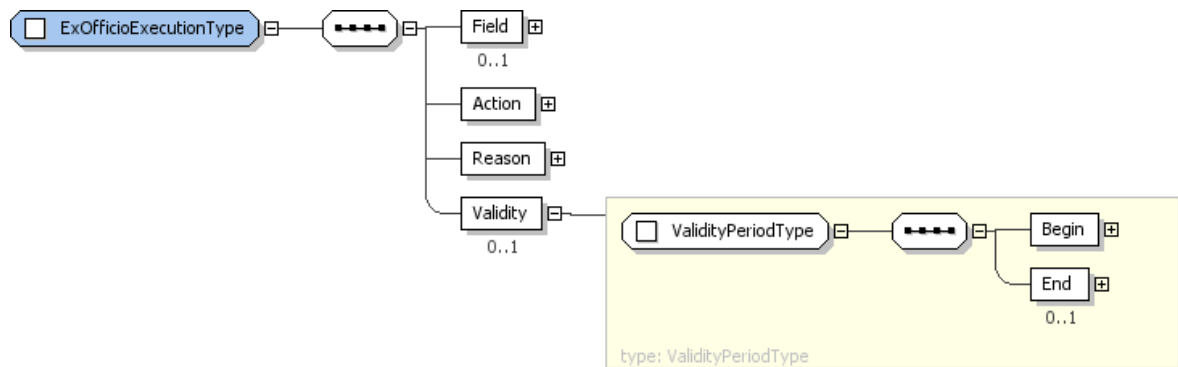 ExOfficioExecutionType
Field
0..1
Action
Reason
Validity
0..1
ValidityPeriodType
Begin
End
0..1
type: ValidityPeriodType